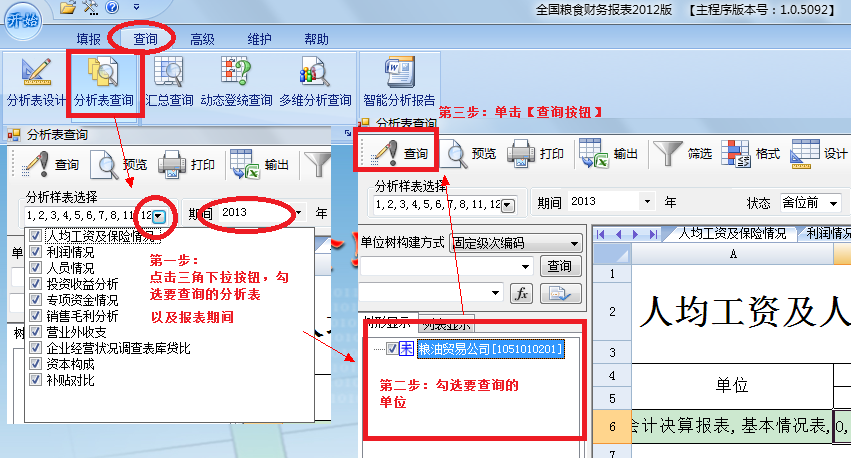 全国粮食财务报表2012版 【主程序版本号：1.0.5092】
开始
填报 查询 高级 维护 帮助
分析表设计 分析表查询 汇总查询 动态登统查询 多维分析查询 智能分析报告
第三步：单击【查询按钮】
分析表查询
查询 预览 打印 输出
分析样表选择
1,2,3,4,5,6,7,8,11,12
期间 2013 年
人均工资及保险情况
利润情况
人员情况
投资收益分析
专项资金情况
销售毛利分析
营业外收支
企业经营状况调查表库贷比
资本构成
补贴对比
第一步：
点击三角下拉按钮，勾
选要查询的分析表
以及报表期间
单
树
分析表查询
查询 预览 打印 输出 筛选 格式 设计
分析样表选择
1,2,3,4,5,6,7,8,11,12
期间 2013 年 状态 舍位前
单位树构建方式 固定级次编码
查询
fx
树形显示 列表显示
未 粮油贸易公司[1051010201]
第二步：勾选要查询的
单位
人均工资及保险情况 利润情况
A
1
2 人均工资及人
3
4 单位
5
6 会计决算报表,基本情况表, 0,
7